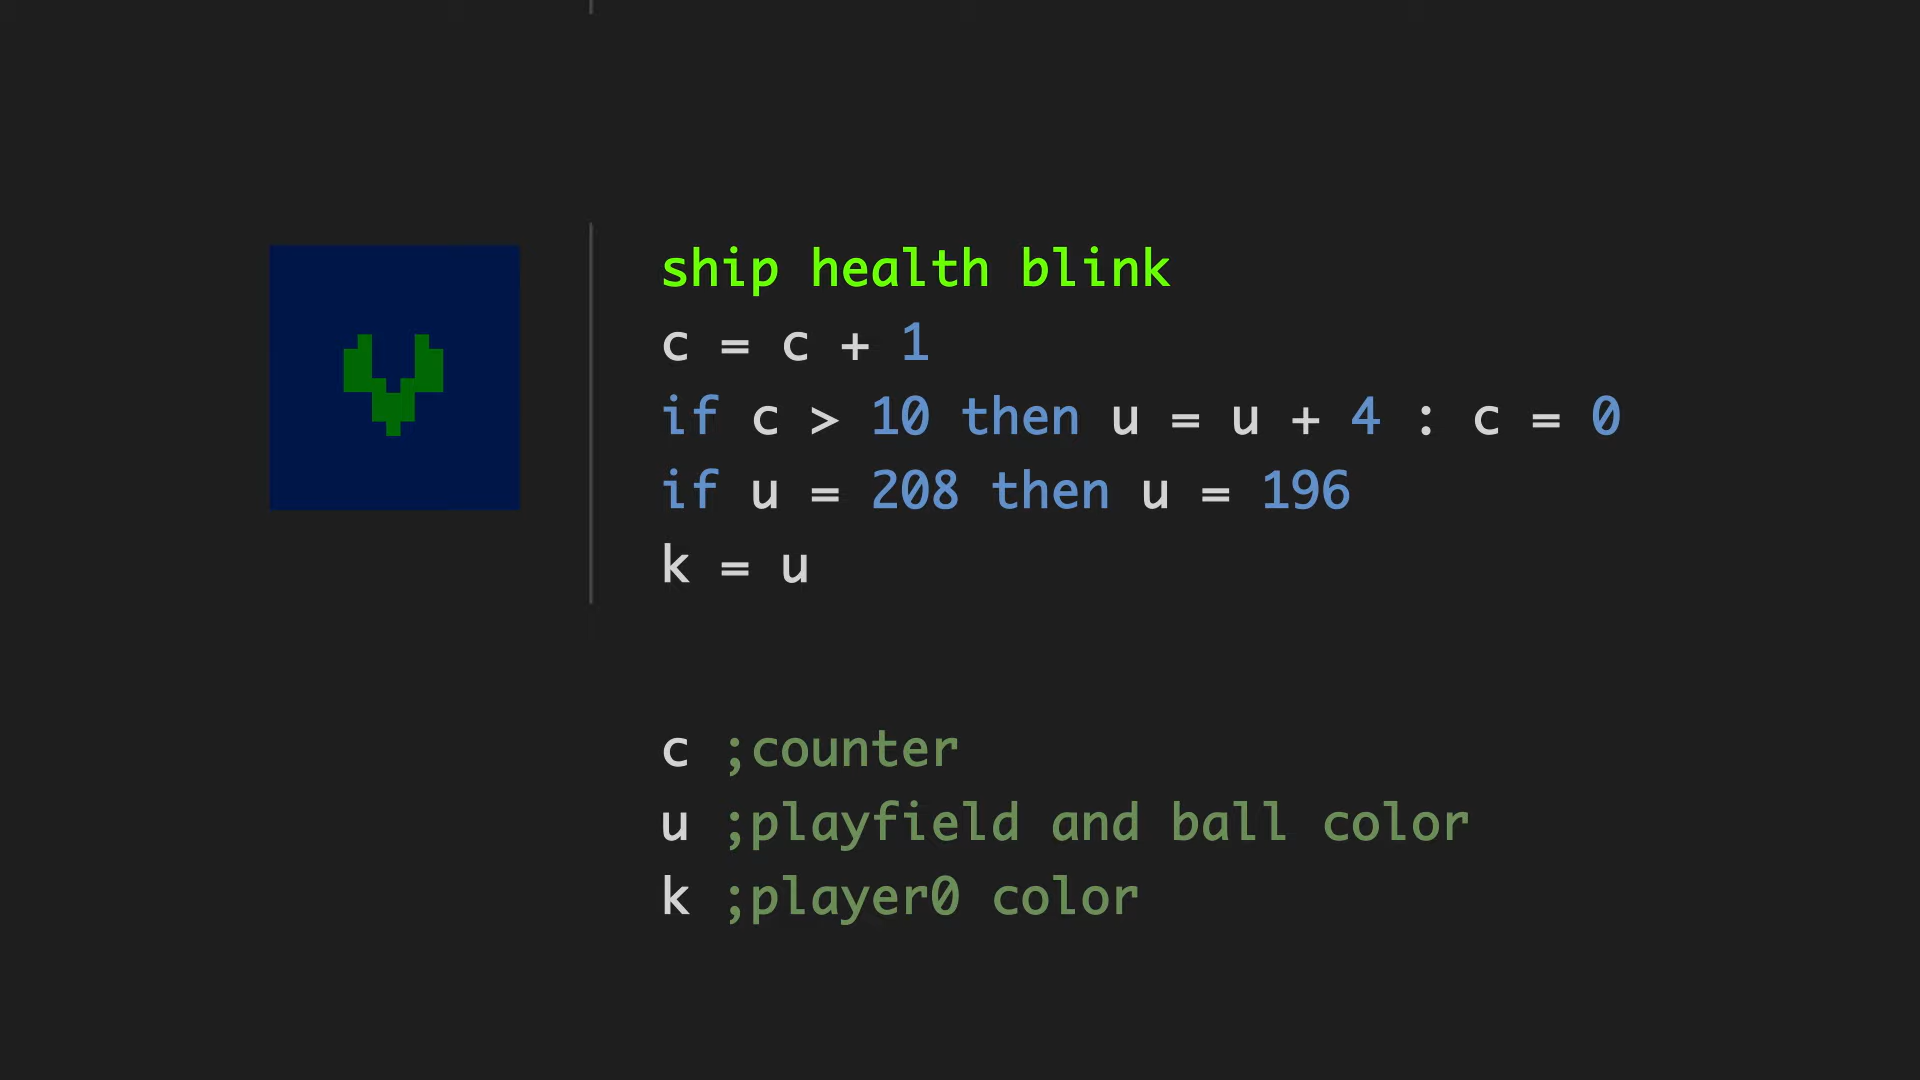 ship health blink
c = c + 1
if c > 10 then u = u + 4 : c = 0
if u = 208 then u = 196
k = u
c ;counter
u ;playfield and ball color
k ;player0 color